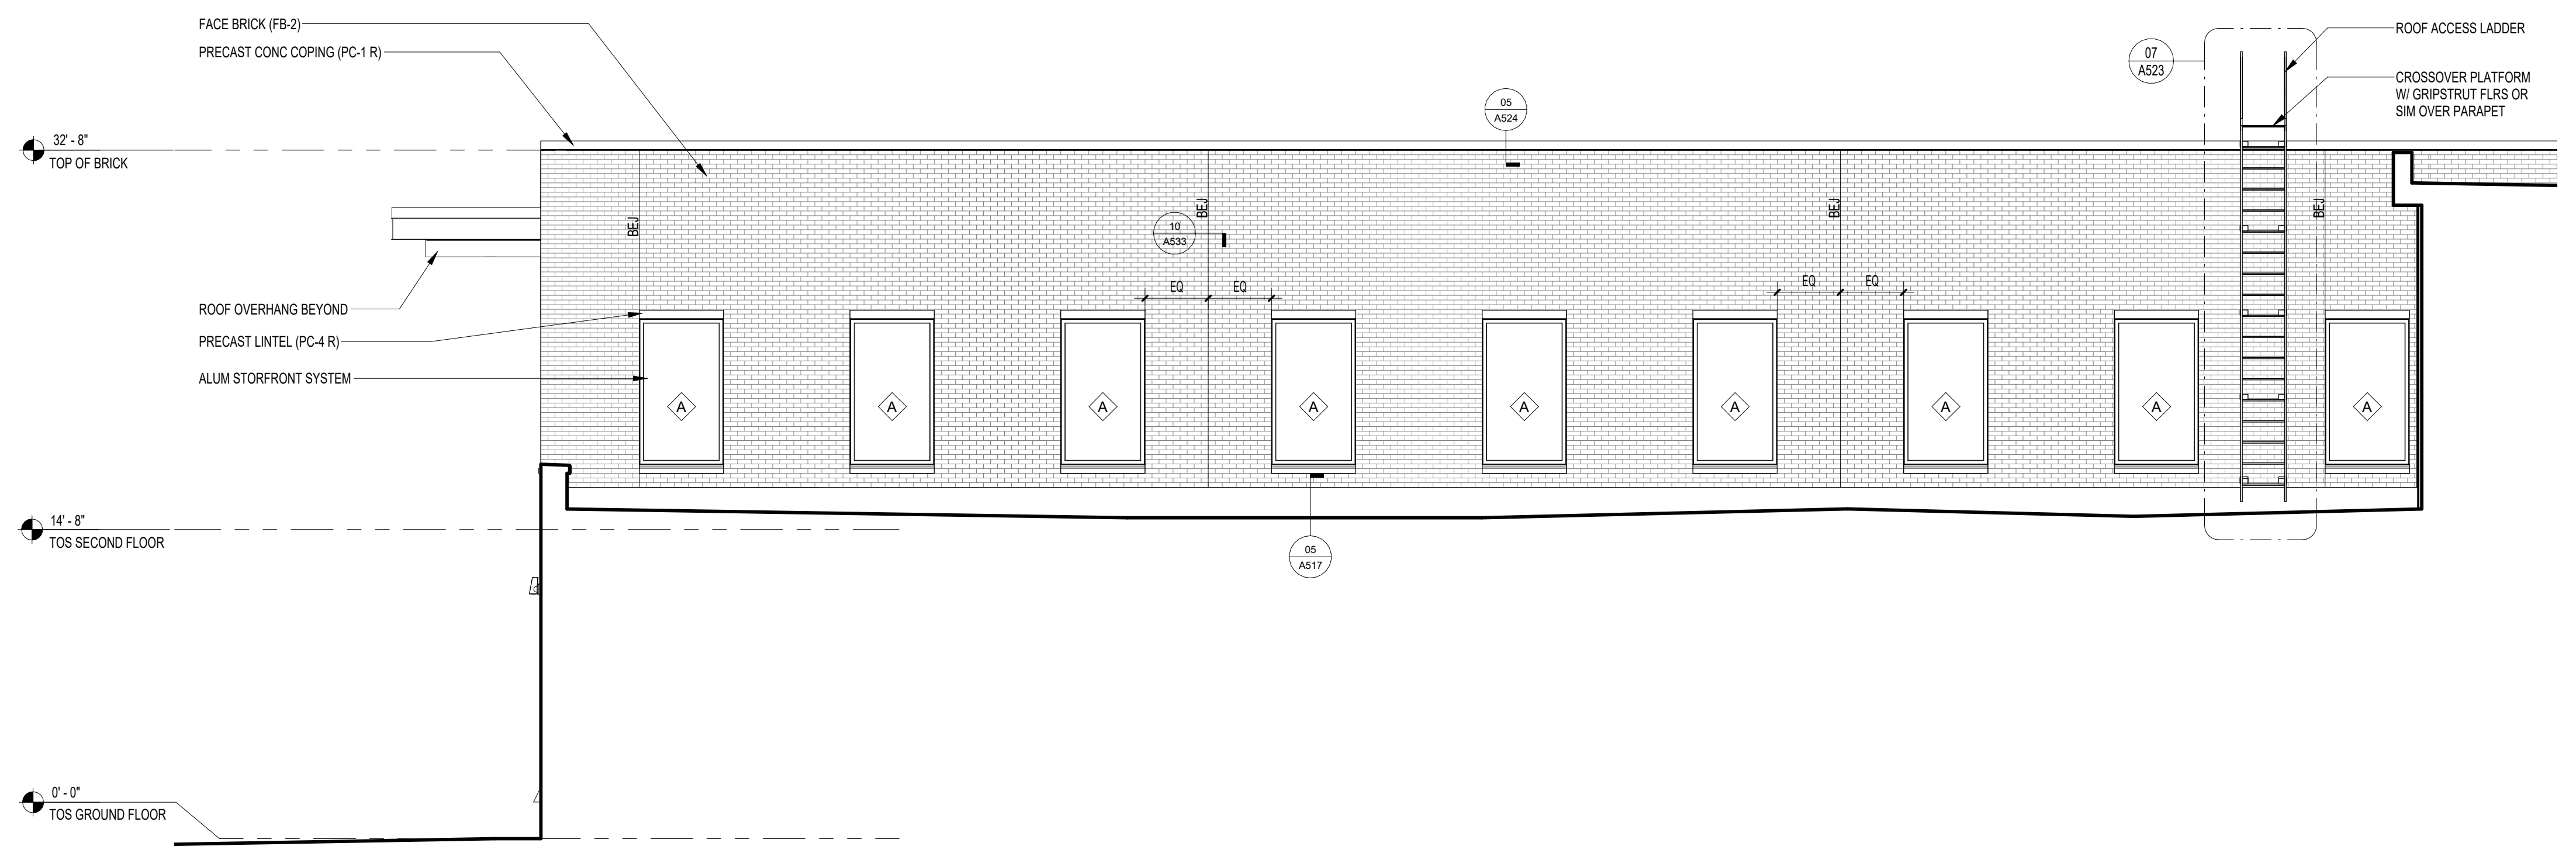 FACE BRICK (FB-2)
PRECAST CONC COPING (PC-1 R)
ROOF ACCESS LADDER
07
A523
CROSSOVER PLATFORM
W/ GRIPSTRUT FLRS OR
SIM OVER PARAPET
05
A524
32' - 8"
TOP OF BRICK
BEJ
BEJ
BEJ
BEJ
10
A533
EQ
EQ
EQ
EQ
ROOF OVERHANG BEYOND
PRECAST LINTEL (PC-4 R)
ALUM STORFRONT SYSTEM
A
A
A
A
A
A
A
A
A
14' - 8"
TOS SECOND FLOOR
05
A517
0' - 0"
TOS GROUND FLOOR